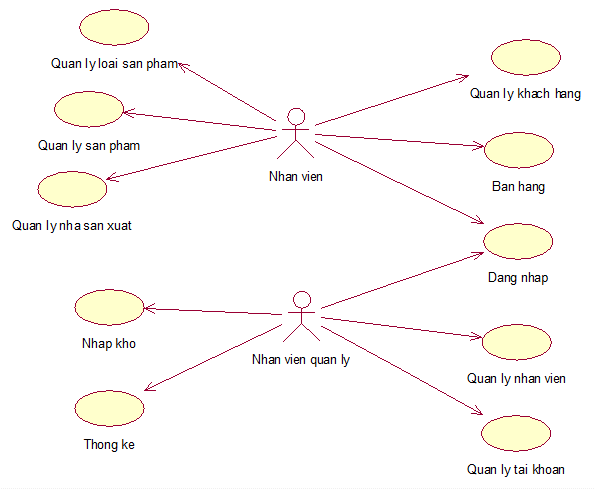 Quan ly loai san pham
Quan ly khach hang
Quan ly san pham
Nhan vien
Ban hang
Quan ly nha san xuat
Dang nhap
Nhap kho
Nhan vien quan ly
Quan ly nhan vien
Thong ke
Quan ly tai khoan